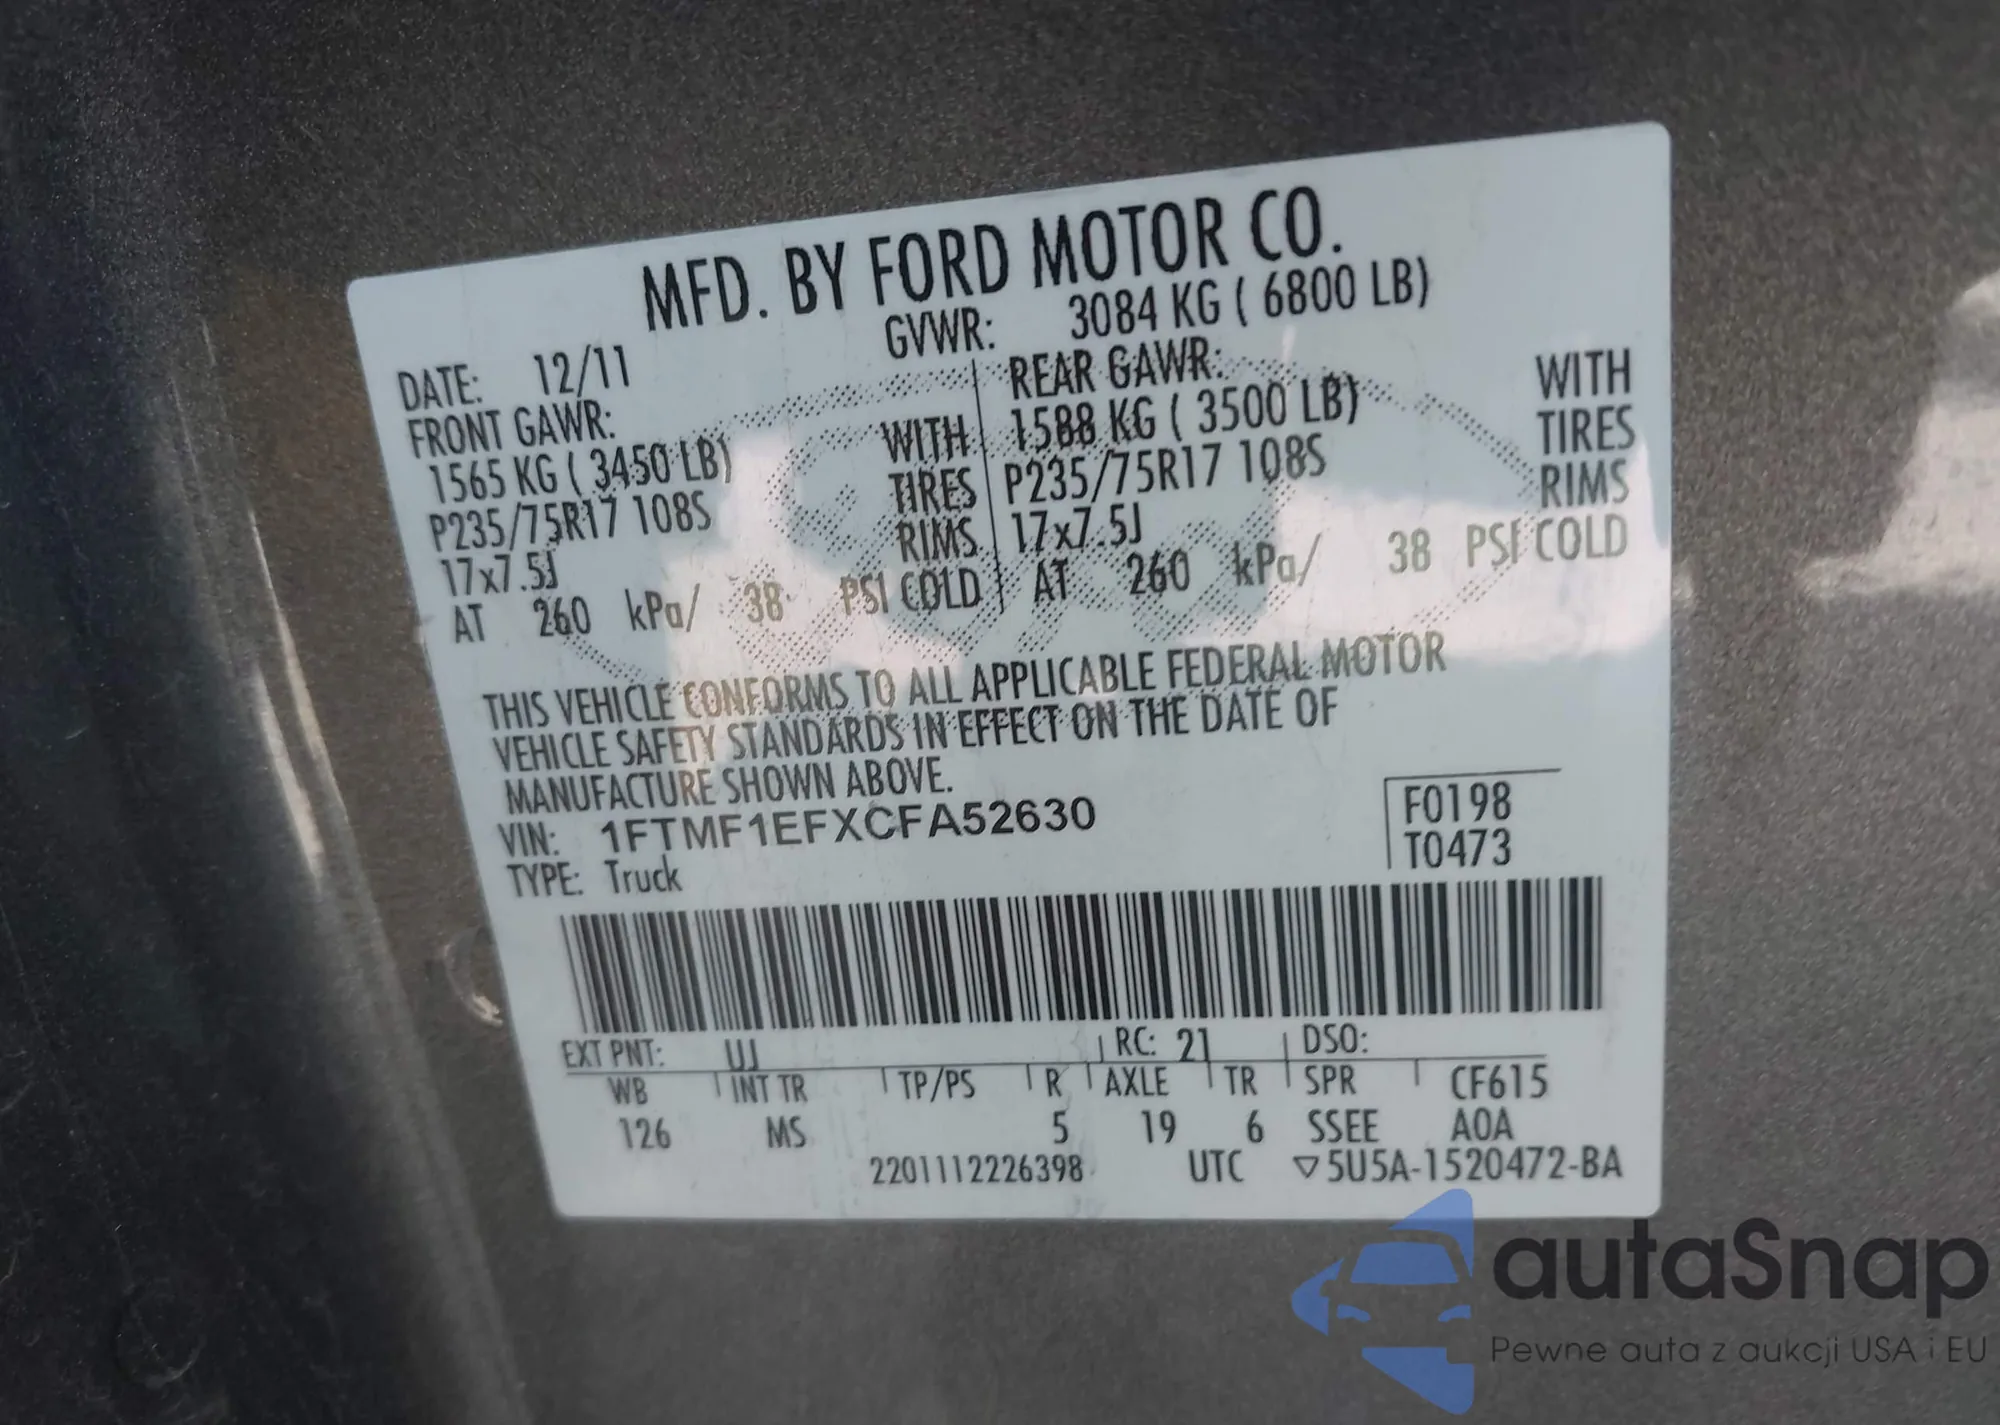 MFD. BY FORD MOTOR CO.
DATE: 12/11 GVWR: 3084 KG ( 6800 LB)
FRONT GAWR: REAR GAWR:
1565 KG ( 3450 LB) WITH 1588 KG ( 3500 LB) WITH
P235/75R17 108S TIRES P235/75R17 108S TIRES
17x7.5J RIMS 17x7.5J RIMS
AT 260 kPa/ 38 PSI COLD AT 260 kPa/ 38 PSI COLD
THIS VEHICLE CONFORMS TO ALL APPLICABLE FEDERAL MOTOR
VEHICLE SAFETY STANDARDS IN EFFECT ON THE DATE OF
MANUFACTURE SHOWN ABOVE.
VIN: 1FTMF1EFXCFA52630 F0198
TYPE: Truck T0473
EXT PNT: UJ RC: 21 DSO:
WB INT TR TP/PS R AXLE TR SPR CF615
126 MS 5 19 6 SSEE A0A
2201112226398 UTC ▽5U5A-1520472-BA
autaSnap
Pewne auta z aukcji USA i EU